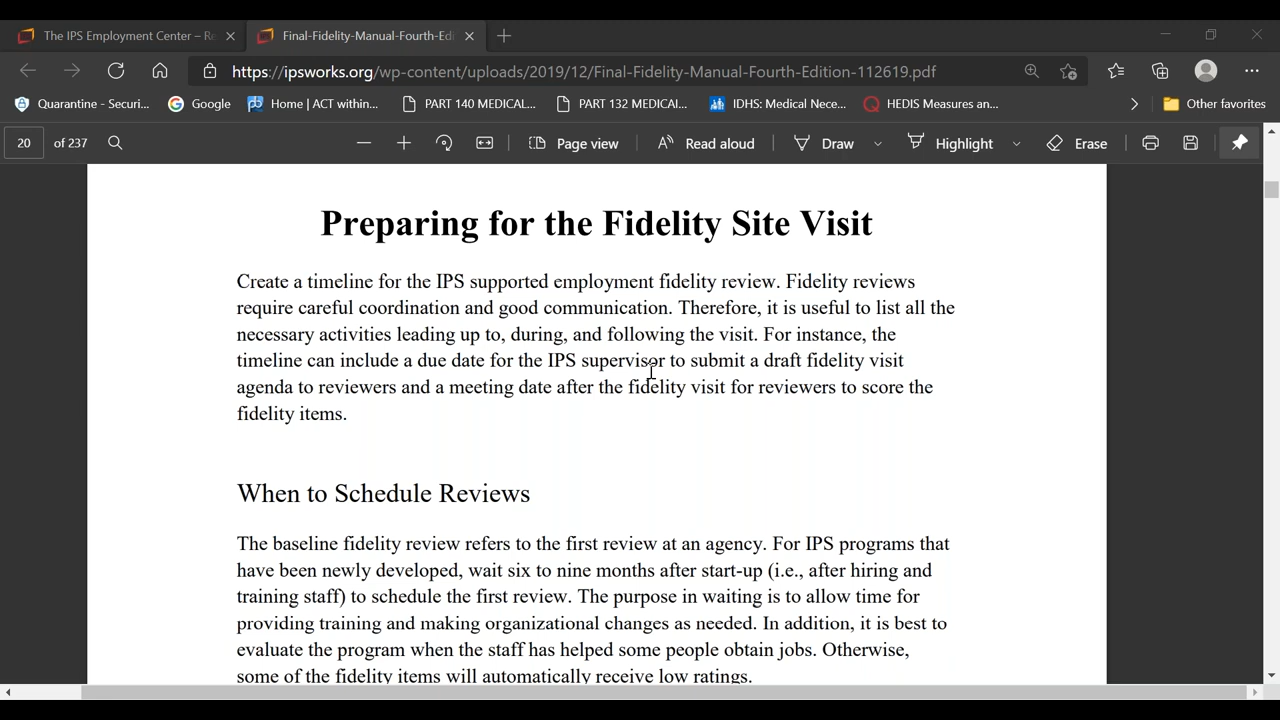 The IPS Employment Center – Re
Final-Fidelity-Manual-Fourth-Edi
https://ipsworks.org/wp-content/uploads/2019/12/Final-Fidelity-Manual-Fourth-Edition-112619.pdf
Quarantine - Securi...
Google
Home | ACT within...
PART 140 MEDICAL...
PART 132 MEDICAl...
IDHS: Medical Nece...
HEDIS Measures an...
Other favorites
20 of 237
Page view
Read aloud
Draw
Highlight
Erase
Preparing for the Fidelity Site Visit
Create a timeline for the IPS supported employment fidelity review. Fidelity reviews
require careful coordination and good communication. Therefore, it is useful to list all the
necessary activities leading up to, during, and following the visit. For instance, the
timeline can include a due date for the IPS supervisor to submit a draft fidelity visit
agenda to reviewers and a meeting date after the fidelity visit for reviewers to score the
fidelity items.
When to Schedule Reviews
The baseline fidelity review refers to the first review at an agency. For IPS programs that
have been newly developed, wait six to nine months after start-up (i.e., after hiring and
training staff) to schedule the first review. The purpose in waiting is to allow time for
providing training and making organizational changes as needed. In addition, it is best to
evaluate the program when the staff has helped some people obtain jobs. Otherwise,
some of the fidelity items will automatically receive low ratings.